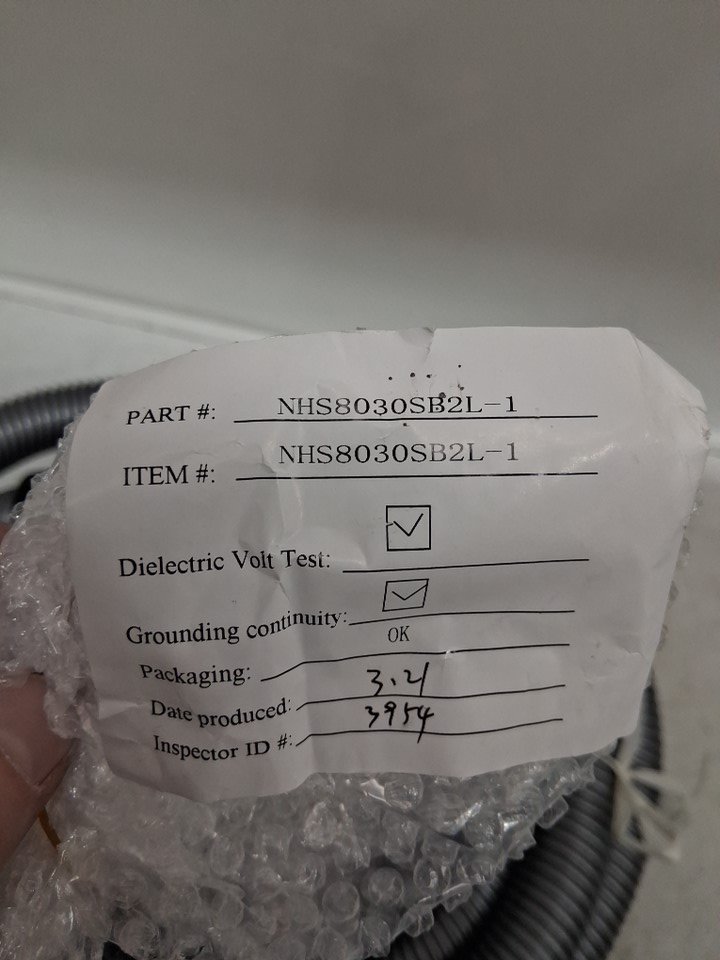 PART #: NHS8030SB2L-1
ITEM #: NHS8030SB2L-1
Dielectric Volt Test: ☑
Grounding continuity: ☑
Packaging: OK
Date produced: 3.21
Inspector ID #: 3954